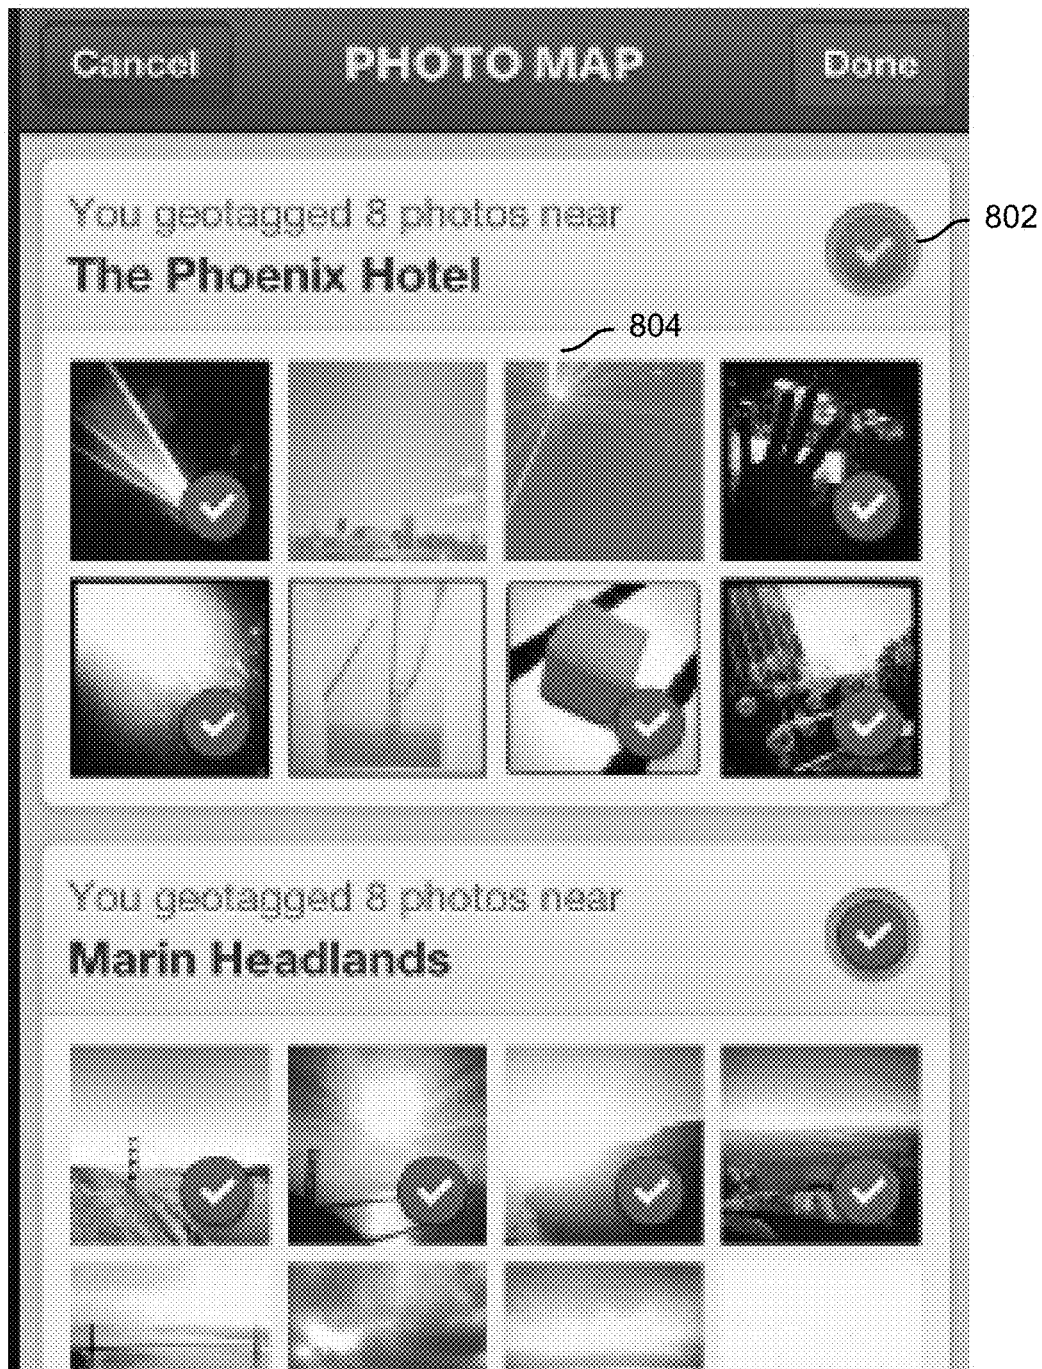 Cancel PHOTO MAP Done
You geotagged 8 photos near
802
The Phoenix Hotel
804
You geotagged 8 photos near
Marin Headlands